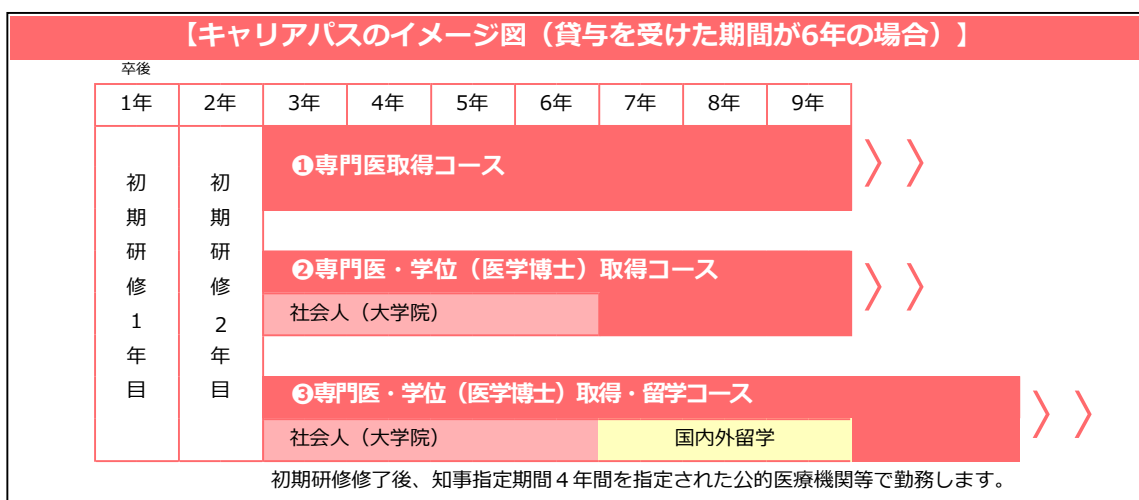 【キャリアパスのイメージ図（貸与を受けた期間が6年の場合）】
卒後
1年 2年 3年 4年 5年 6年 7年 8年 9年
初期研修1年目
初期研修2年目
❶専門医取得コース
❷専門医・学位（医学博士）取得コース
社会人（大学院）
❸専門医・学位（医学博士）取得・留学コース
社会人（大学院） 国内外留学
初期研修修了後、知事指定期間４年間を指定された公的医療機関等で勤務します。